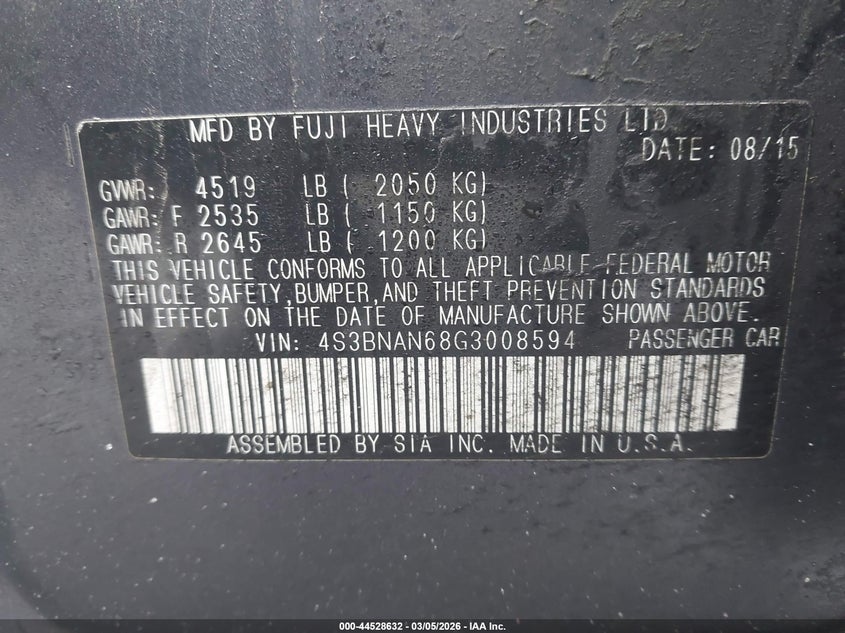 MFD BY FUJI HEAVY INDUSTRIES LTD
DATE: 08/15
GVWR: 4519 LB ( 2050 KG)
GAWR: F 2535 LB ( 1150 KG)
GAWR: R 2645 LB ( 1200 KG)
THIS VEHICLE CONFORMS TO ALL APPLICABLE FEDERAL MOTOR
VEHICLE SAFETY,BUMPER,AND THEFT PREVENTION STANDARDS
IN EFFECT ON THE DATE OF MANUFACTURE SHOWN ABOVE.
VIN: 4S3BNAN68G3008594 PASSENGER CAR
ASSEMBLED BY SIA INC. MADE IN U.S.A.
000-44528632 — 03/05/2026 — IAA Inc.